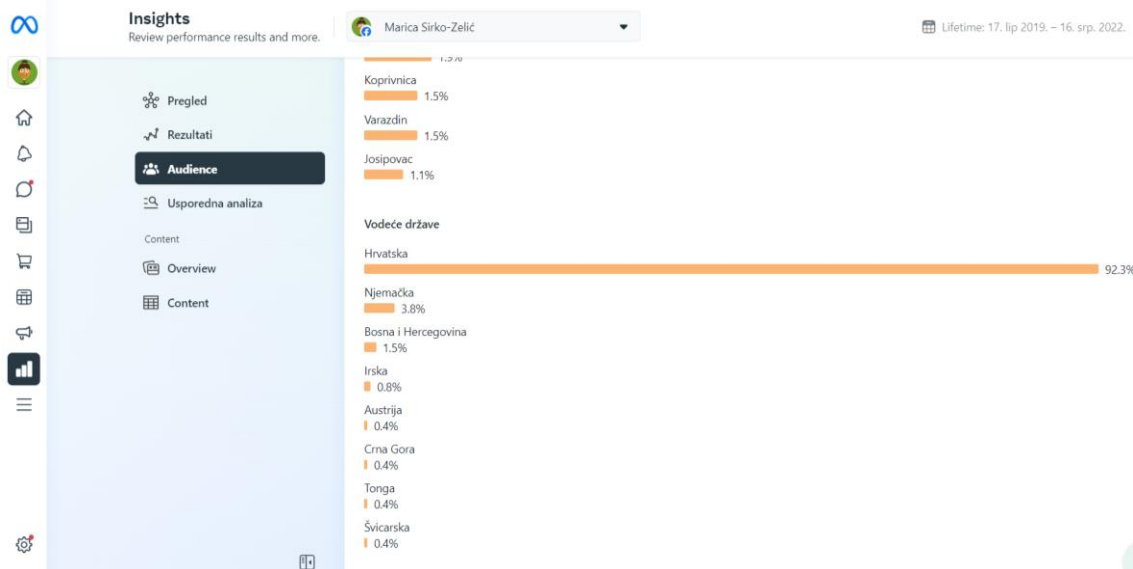 Insights
Review performance results and more.
Marica Sirko-Zelić
Lifetime: 17. lip 2019. – 16. srp. 2022.
Pregled
Rezultati
Audience
Usporedna analiza
Content
Overview
Content
Koprivnica
1.5%
Varazdin
1.5%
Josipovac
1.1%
Vodeće države
Hrvatska
92.3%
Njemačka
3.8%
Bosna i Hercegovina
1.5%
Irska
0.8%
Austrija
0.4%
Crna Gora
0.4%
Tonga
0.4%
Švicarska
0.4%